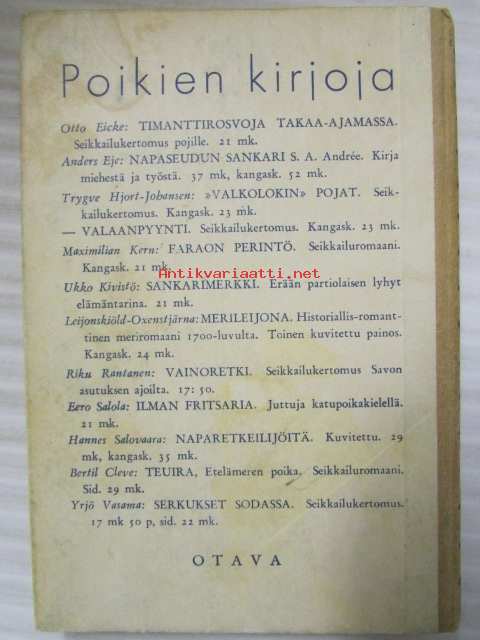 Poikien kirjoja
Otto Eicke: TIMANTTIROSVOJA TAKAA-AJAMASSA.
Seikkailukertomus pojille. 21 mk.
Anders Eje: NAPASEUDUN SANKARI S. A. Andrée. Kirja
miehestä ja työstä. 37 mk, kangask. 52 mk.
Trygve Hjort-Johansen: »VALKOLOKIN» POJAT. Seik-
kailukertomus. Kangask. 23 mk.
— VALAANPYYNTI. Seikkailukertomus. Kangask. 23 mk.
Maximilian Kern: FARAON PERINTÖ. Seikkailuromaani.
Kangask. 21 mk.
Antikvariaatti.net
Ukko Kivistö: SANKARIMERKKI. Erään partiolaisen lyhyt
elämäntarina. 21 mk.
Leijonskiöld-Oxenstjärna: MERILEIJONA. Historiallis-romant-
tinen meriromaani 1700-luvulta. Toinen kuvitettu painos.
Kangask. 24 mk.
Riku Rantanen: VAINORETKI. Seikkailukertomus Savon
asutuksen ajoilta. 17: 50.
Eero Salola: ILMAN FRITSARIA. Juttuja katupoikakielellä.
21 mk.
Hannes Salovaara: NAPARETKEILIJÖITÄ. Kuvitettu. 29
mk, kangask. 35 mk.
Bertil Cleve: TEUIRA, Etelämeren poika. Seikkailuromaani.
Sid. 29 mk.
Yrjö Vasama: SERKUKSET SODASSA. Seikkailukertomus.
17 mk 50 p, sid. 22 mk.
OTAVA